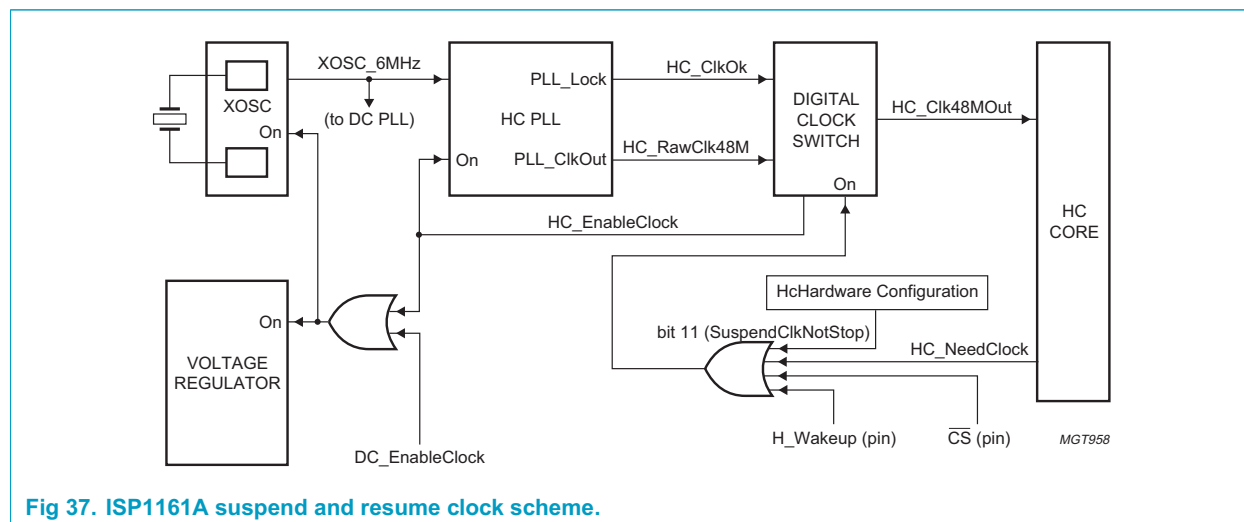 XOSC
On
XOSC_6MHz
(to DC PLL)
PLL_Lock
HC PLL
On
PLL_ClkOut
HC_ClkOk
HC_RawClk48M
DIGITAL
CLOCK
SWITCH
On
HC_Clk48MOut
HC
CORE
HC_EnableClock
HcHardware Configuration
bit 11 (SuspendClkNotStop)
HC_NeedClock
On
VOLTAGE
REGULATOR
DC_EnableClock
H_Wakeup (pin)
C̅S̅ (pin)
MGT958
Fig 37. ISP1161A suspend and resume clock scheme.